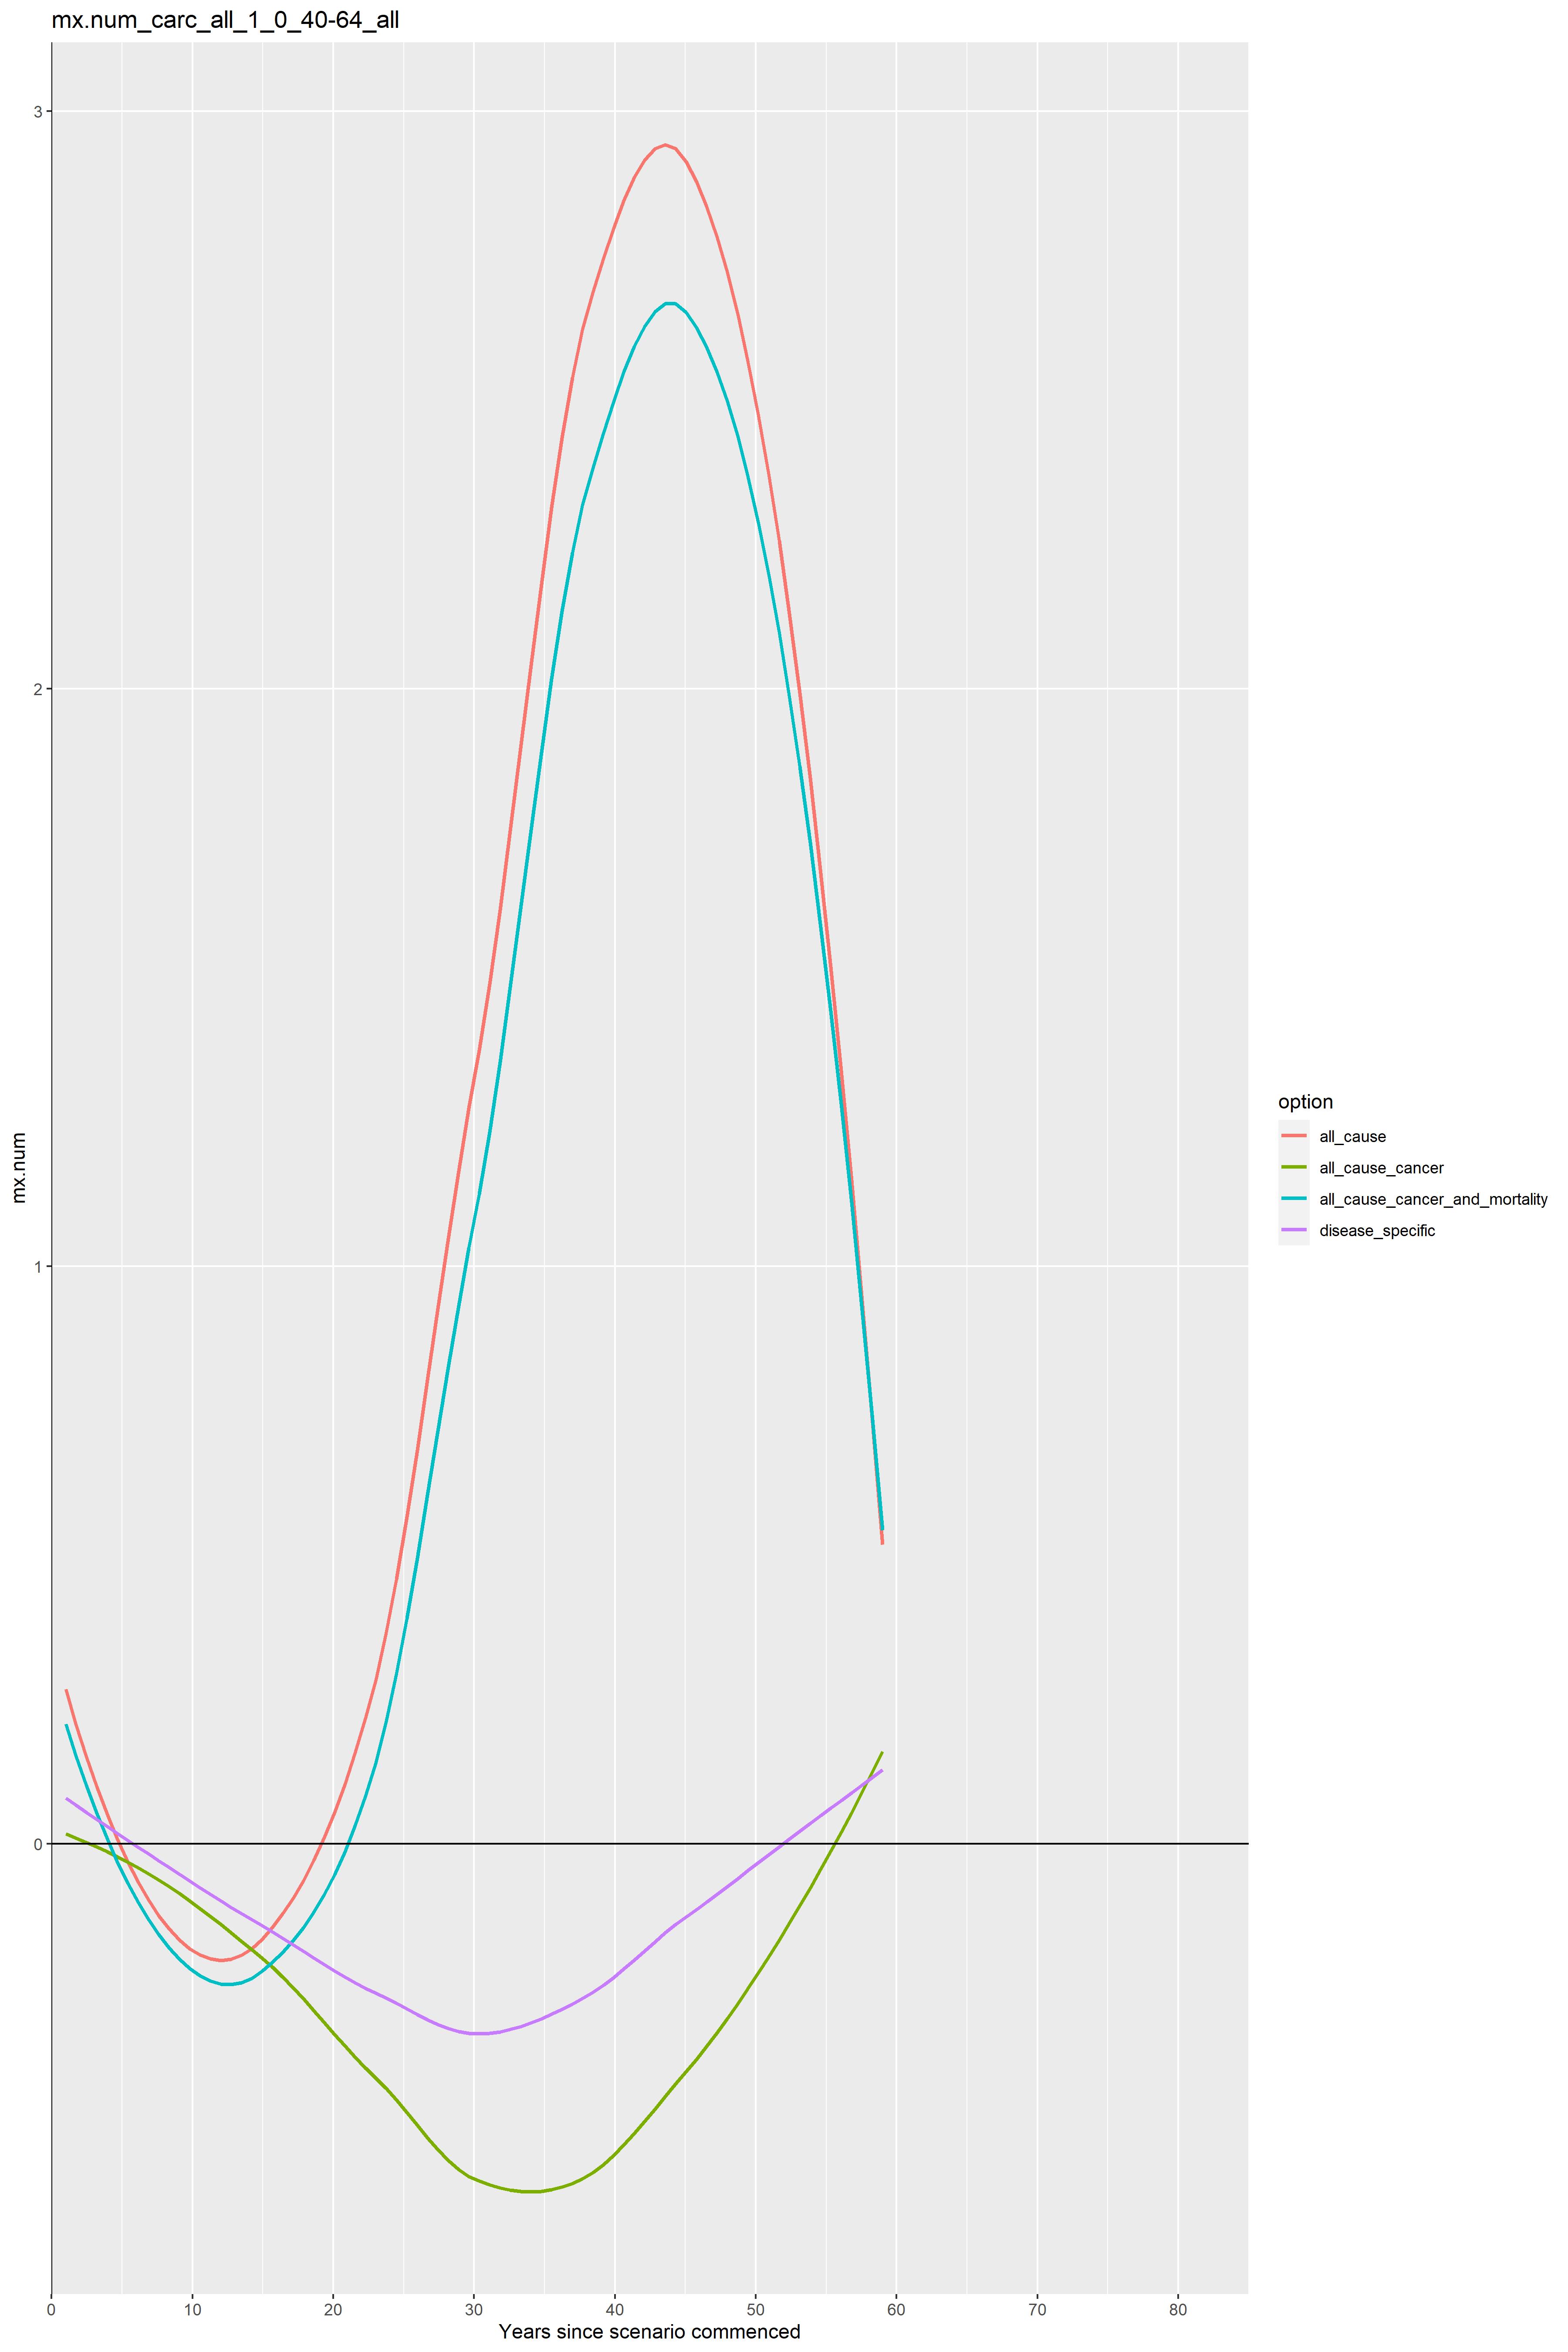 mx.num_carc_all_1_0_40-64_all
3
2
1
0
mx.num
0 10 20 30 40 50 60 70 80
Years since scenario commenced
option
all_cause
all_cause_cancer
all_cause_cancer_and_mortality
disease_specific